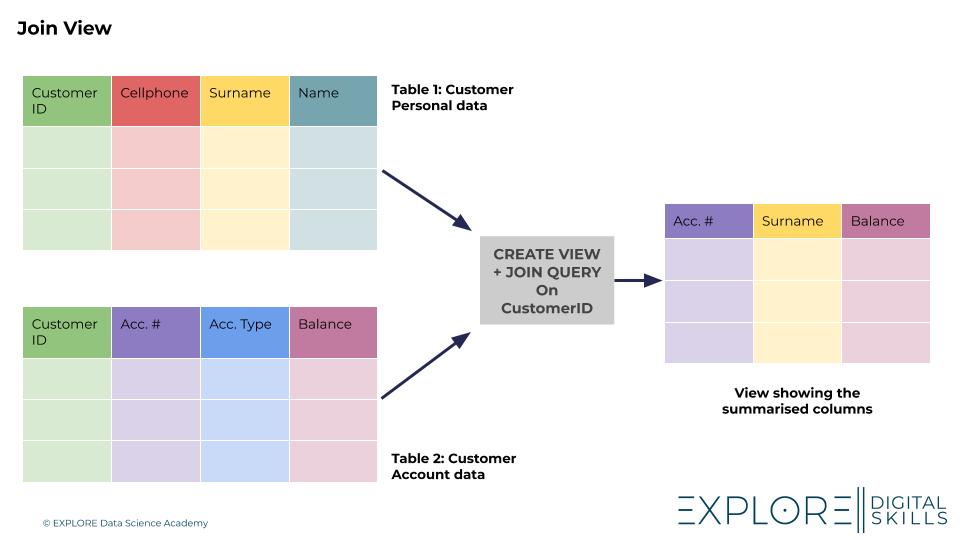 Join View
Customer
ID
Cellphone
Surname
Name
Table 1: Customer
Personal data
CREATE VIEW
+ JOIN QUERY
On
CustomerID
Acc. #
Surname
Balance
Customer
ID
Acc. #
Acc. Type
Balance
View showing the
summarised columns
Table 2: Customer
Account data
© EXPLORE Data Science Academy
EXPLORE
DIGITAL
SKILLS